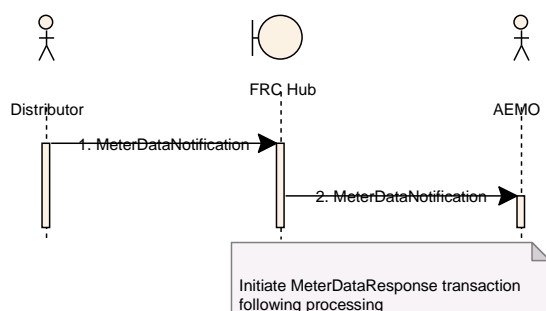 FRC Hub
Distributor
AEMO
1. MeterDataNotification
2. MeterDataNotification
Initiate MeterDataResponse transaction
following processing